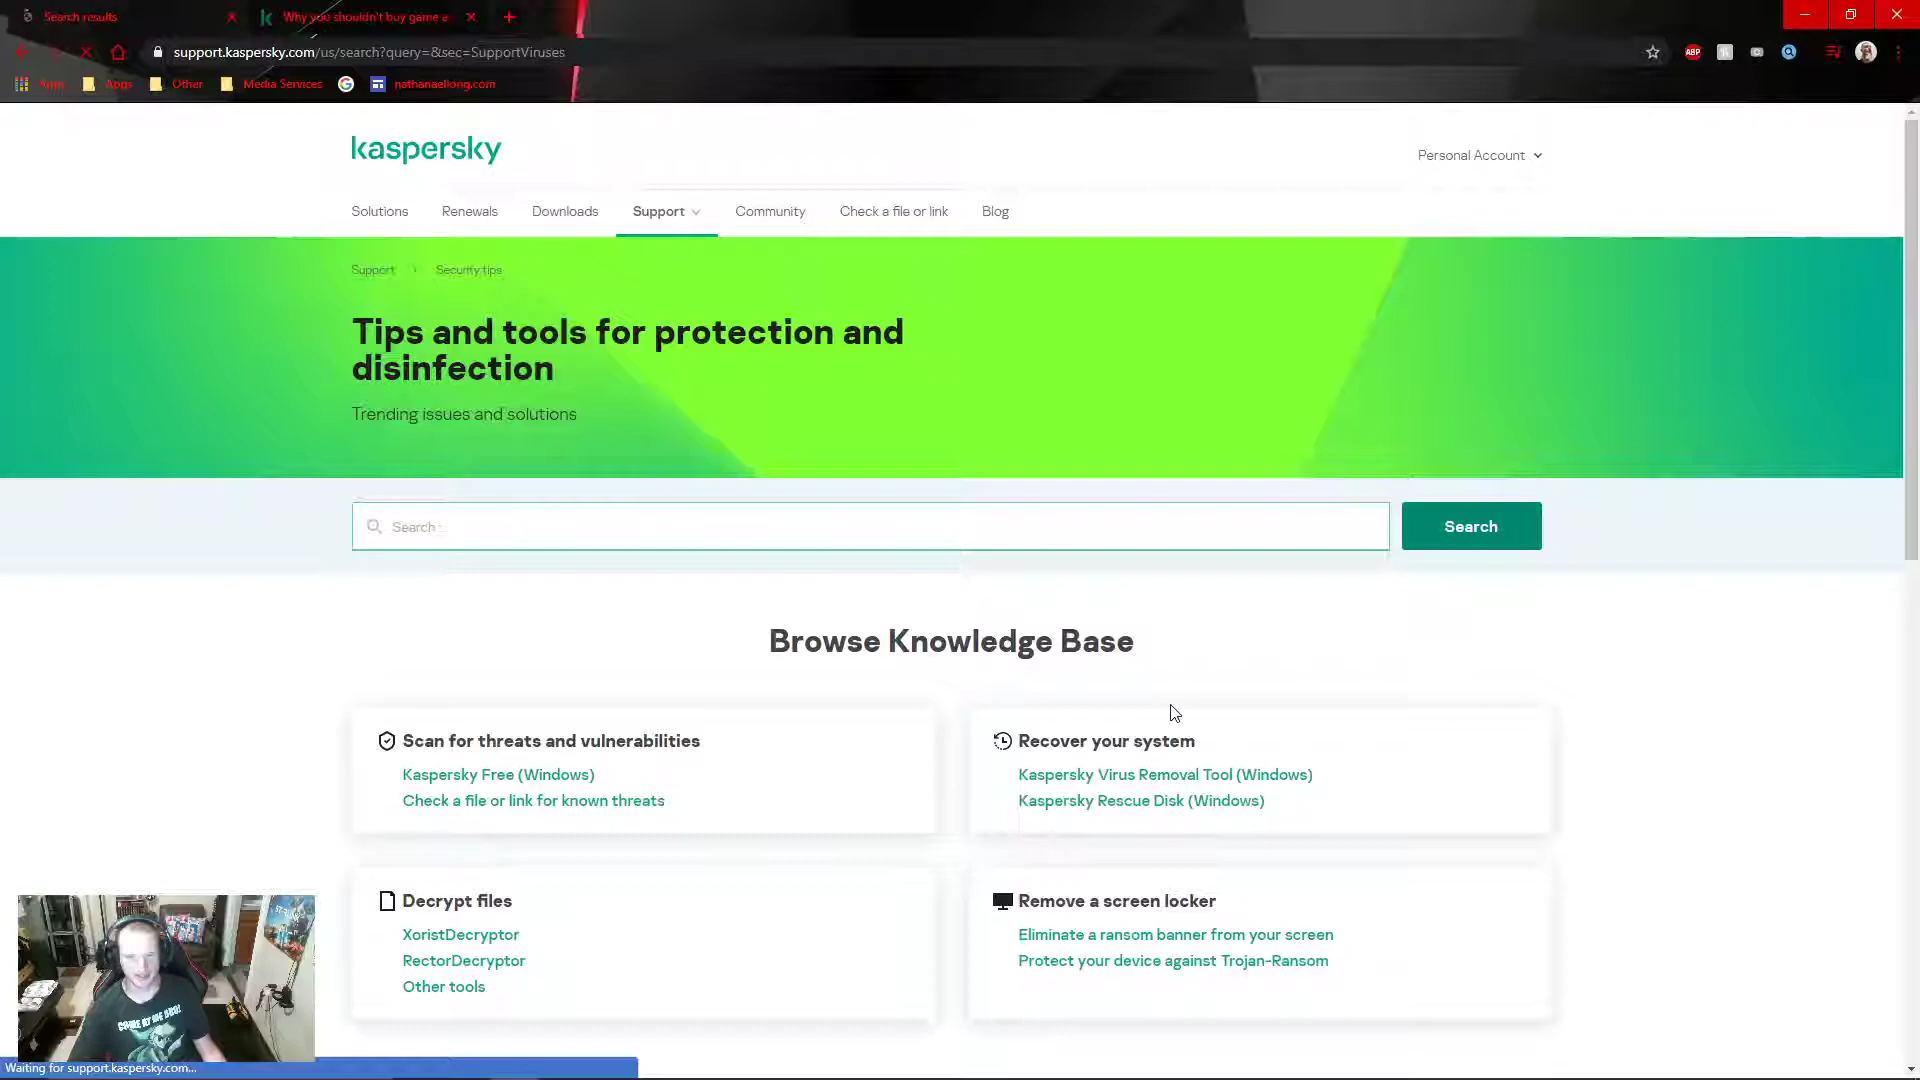 Search results
Why you shouldn't buy game a
support.kaspersky.com/us/search?query=&sec=SupportViruses
ABP
Apps
Apps
Other
Media Services
nathanaellong.com
kaspersky
Personal Account
Solutions
Renewals
Downloads
Support
Community
Check a file or link
Blog
Support
Security tips
Tips and tools for protection and
disinfection
Trending issues and solutions
Search
Search
Browse Knowledge Base
Scan for threats and vulnerabilities
Kaspersky Free (Windows)
Check a file or link for known threats
Recover your system
Kaspersky Virus Removal Tool (Windows)
Kaspersky Rescue Disk (Windows)
Decrypt files
XoristDecryptor
RectorDecryptor
Other tools
Remove a screen locker
Eliminate a ransom banner from your screen
Protect your device against Trojan-Ransom
COME AT ME BRO!
Waiting for support.kaspersky.com...